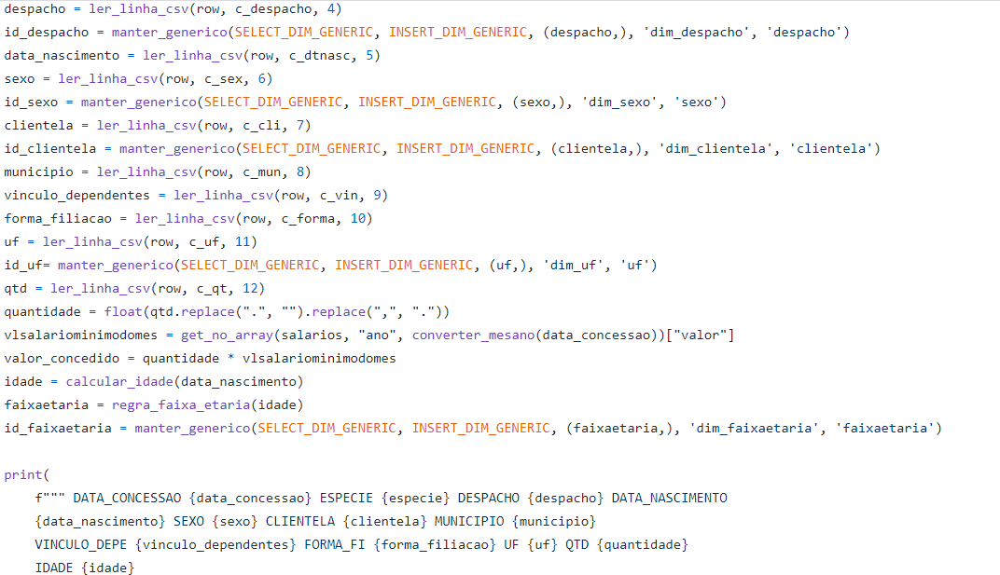 despacho = ler_linha_csv(row, c_despacho, 4)
id_despacho = manter_generico(SELECT_DIM_GENERIC, INSERT_DIM_GENERIC, (despacho,), 'dim_despacho', 'despacho')
data_nascimento = ler_linha_csv(row, c_dtnasc, 5)
sexo = ler_linha_csv(row, c_sex, 6)
id_sexo = manter_generico(SELECT_DIM_GENERIC, INSERT_DIM_GENERIC, (sexo,), 'dim_sexo', 'sexo')
clientela = ler_linha_csv(row, c_cli, 7)
id_clientela = manter_generico(SELECT_DIM_GENERIC, INSERT_DIM_GENERIC, (clientela,), 'dim_clientela', 'clientela')
municipio = ler_linha_csv(row, c_mun, 8)
vinculo_dependentes = ler_linha_csv(row, c_vin, 9)
forma_filiacao = ler_linha_csv(row, c_forma, 10)
uf = ler_linha_csv(row, c_uf, 11)
id_uf= manter_generico(SELECT_DIM_GENERIC, INSERT_DIM_GENERIC, (uf,), 'dim_uf', 'uf')
qtd = ler_linha_csv(row, c_qt, 12)
quantidade = float(qtd.replace(".", "").replace(",", "."))
vlsalariominimodomes = get_no_array(salarios, "ano", converter_mesano(data_concessao))["valor"]
valor_concedido = quantidade * vlsalariominimodomes
idade = calcular_idade(data_nascimento)
faixaetaria = regra_faixa_etaria(idade)
id_faixaetaria = manter_generico(SELECT_DIM_GENERIC, INSERT_DIM_GENERIC, (faixaetaria,), 'dim_faixaetaria', 'faixaetaria')
print(
f""" DATA_CONCESSAO {data_concessao} ESPECIE {especie} DESPACHO {despacho} DATA_NASCIMENTO
{data_nascimento} SEXO {sexo} CLIENTELA {clientela} MUNICIPIO {municipio}
VINCULO_DEPE {vinculo_dependentes} FORMA_FI {forma_filiacao} UF {uf} QTD {quantidade}
IDADE {idade}